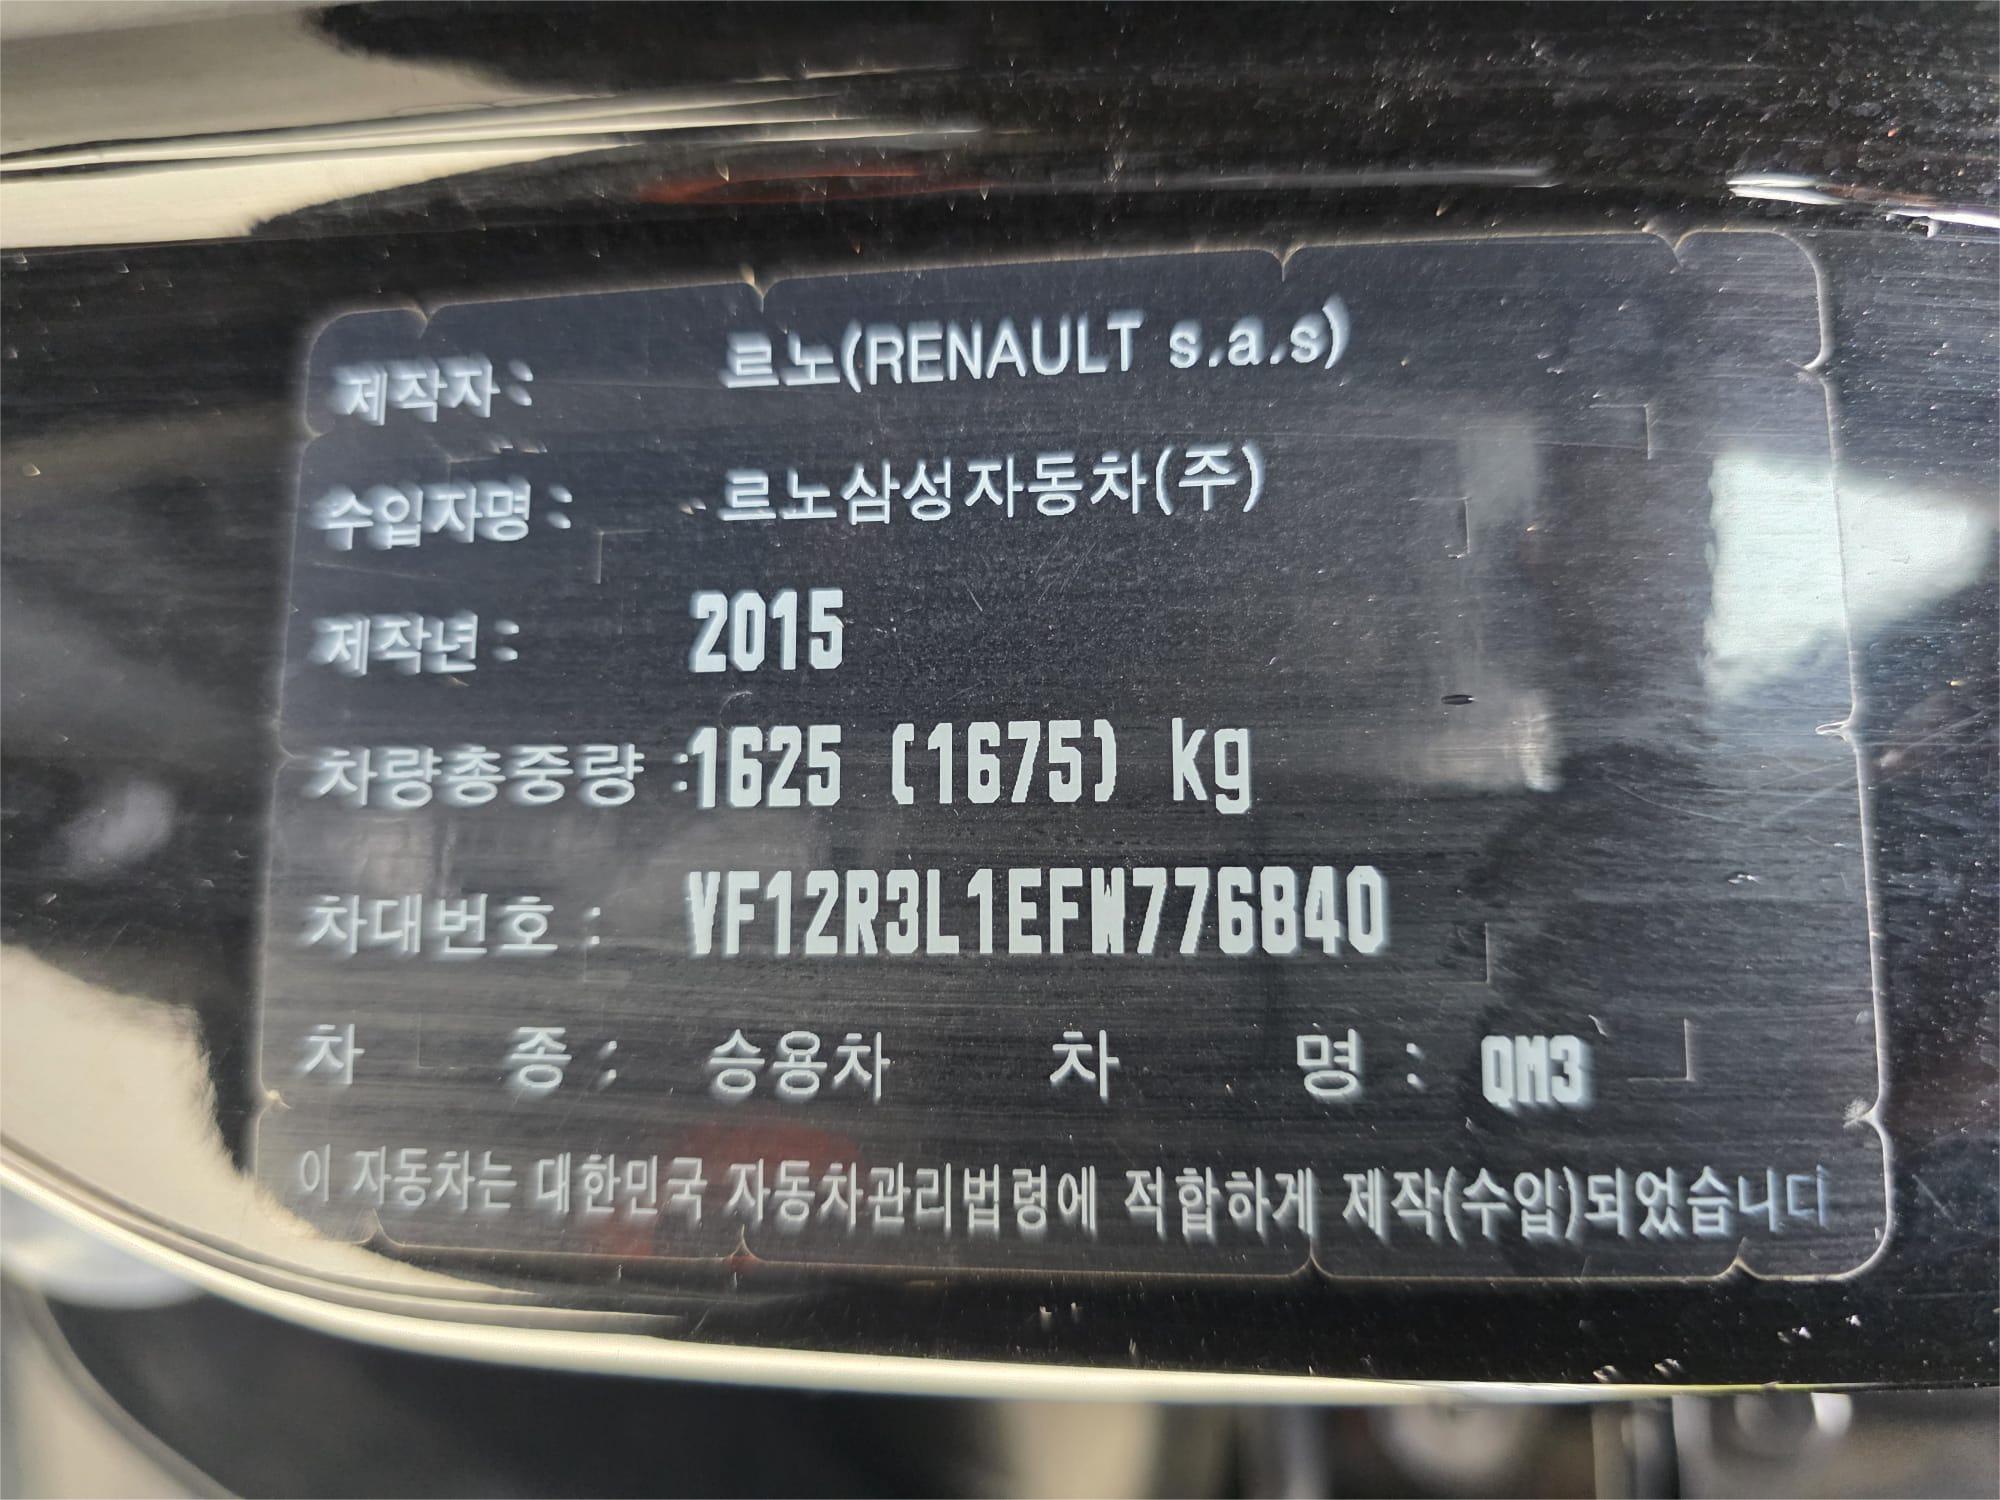 제작자 : 르노(RENAULT s.a.s)
수입자명 : 르노삼성자동차(주)
제작년 : 2015
차량총중량 : 1625 (1675) kg
차대번호 : VF12R3L1EFW776840
차 종 : 승용차 차 명 : QM3
이 자동차는 대한민국 자동차관리법령에 적합하게 제작(수입)되었습니다